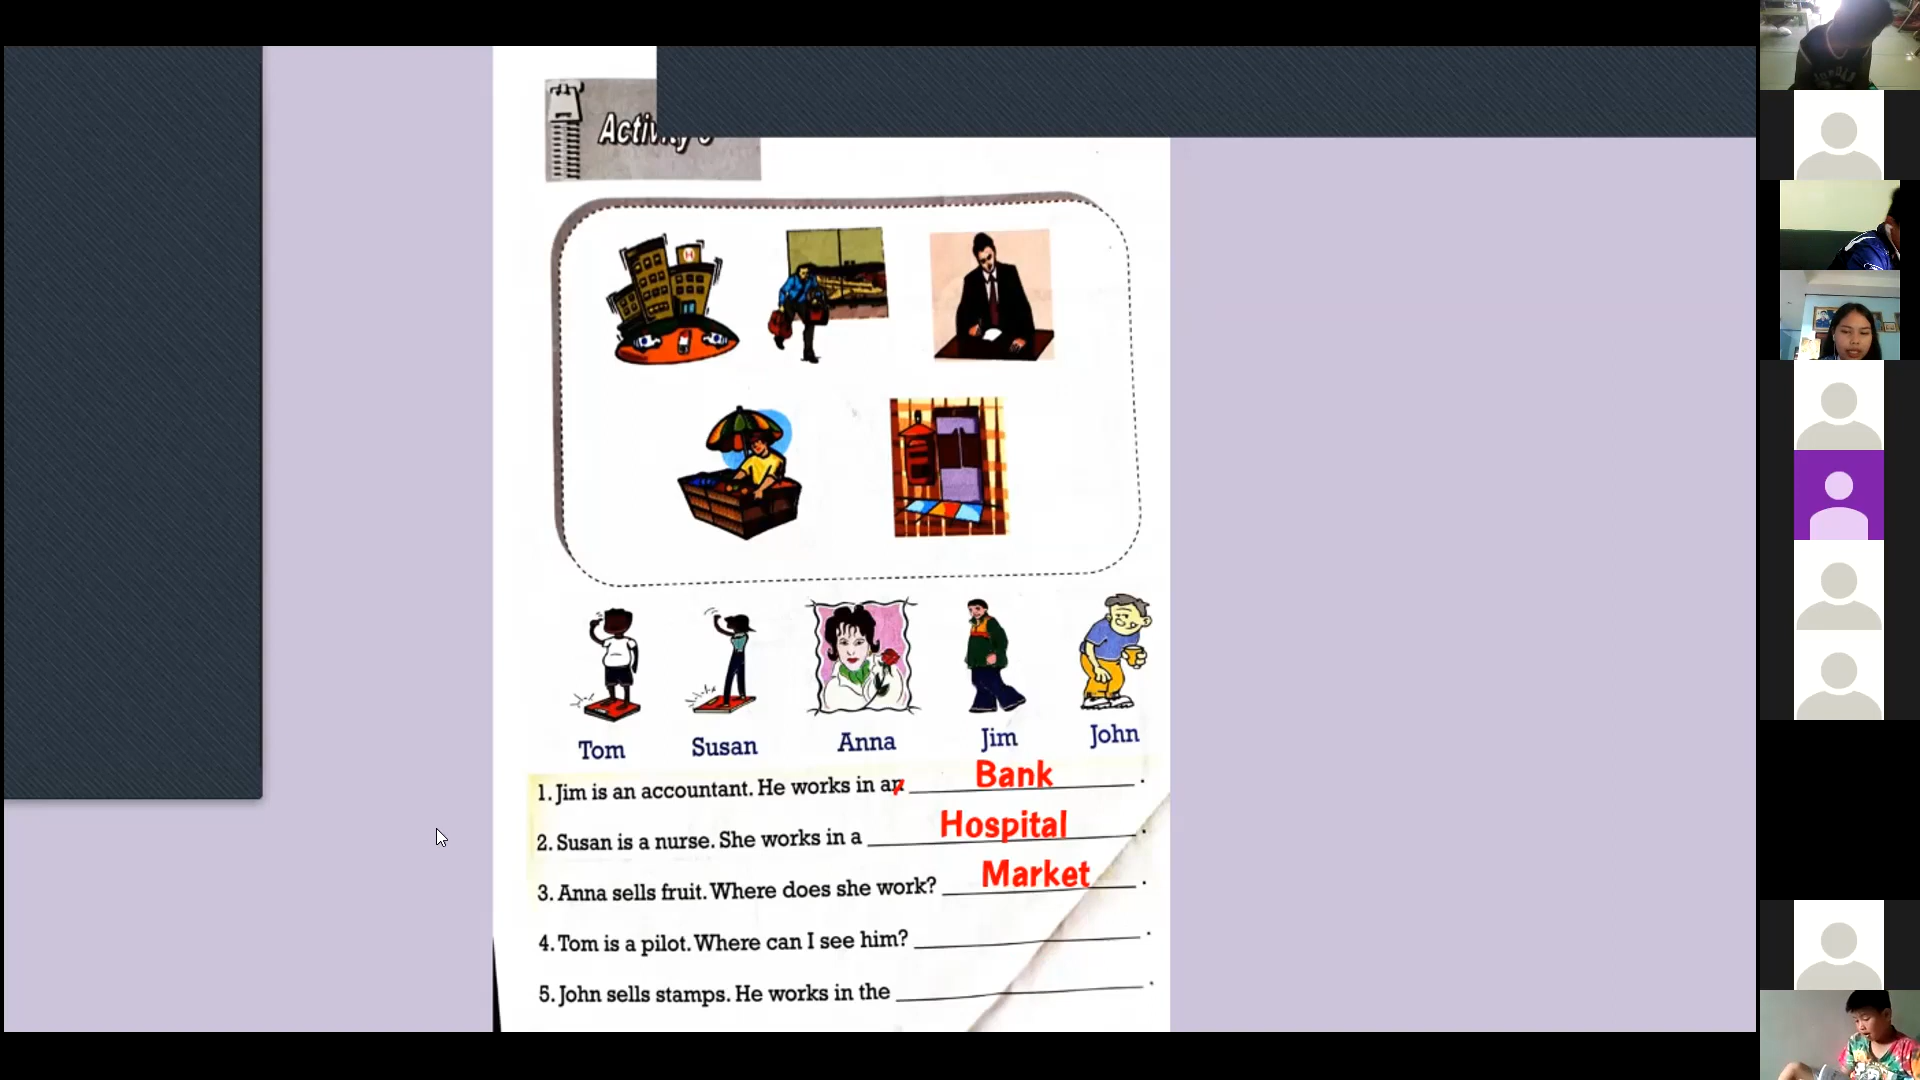 H
Tom
Susan
Anna
Jim
John
1. Jim is an accountant. He works in an Bank.
2. Susan is a nurse. She works in a Hospital.
3. Anna sells fruit. Where does she work? Market.
4. Tom is a pilot. Where can I see him? ____.
5. John sells stamps. He works in the ____.